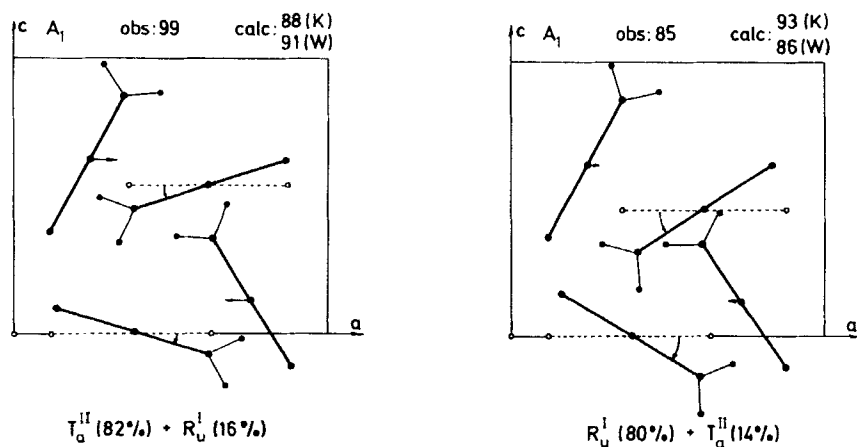 c A₁ obs:99 calc: 88 (K)
91 (W)
a
T_a^II (82%) + R_u^I (16%)
c A₁ obs:85 calc: 93 (K)
86 (W)
a
R_u^I (80%) + T_a^II (14%)